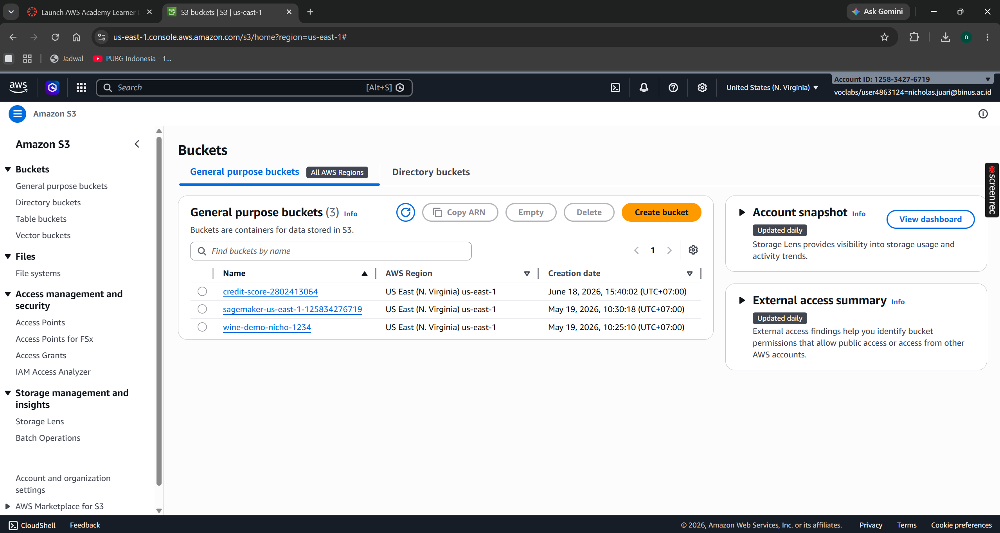 Launch AWS Academy Learner
S3 buckets | S3 | us-east-1
Ask Gemini
us-east-1.console.aws.amazon.com/s3/home?region=us-east-1#
n
Jadwal
PUBG Indonesia - 1...
aws
Search
[Alt+S]
United States (N. Virginia)
Account ID: 1258-3427-6719
voclabs/user4863124=nicholas.juari@binus.ac.id
Amazon S3
Amazon S3
Buckets
General purpose buckets
Directory buckets
Table buckets
Vector buckets
Files
File systems
Access management and
security
Access Points
Access Points for FSx
Access Grants
IAM Access Analyzer
Storage management and
insights
Storage Lens
Batch Operations
Account and organization
settings
AWS Marketplace for S3
Buckets
General purpose buckets All AWS Regions
Directory buckets
General purpose buckets (3) Info
Copy ARN
Empty
Delete
Create bucket
Buckets are containers for data stored in S3.
Find buckets by name
1
Name AWS Region Creation date
credit-score-2802413064 US East (N. Virginia) us-east-1 June 18, 2026, 15:40:02 (UTC+07:00)
sagemaker-us-east-1-125834276719 US East (N. Virginia) us-east-1 May 19, 2026, 10:30:18 (UTC+07:00)
wine-demo-nicho-1234 US East (N. Virginia) us-east-1 May 19, 2026, 10:25:10 (UTC+07:00)
Account snapshot Info
View dashboard
Updated daily
Storage Lens provides visibility into storage usage and
activity trends.
External access summary Info
Updated daily
External access findings help you identify bucket
permissions that allow public access or access from other
AWS accounts.
screenrec
CloudShell
Feedback
© 2026, Amazon Web Services, Inc. or its affiliates.
Privacy
Terms
Cookie preferences